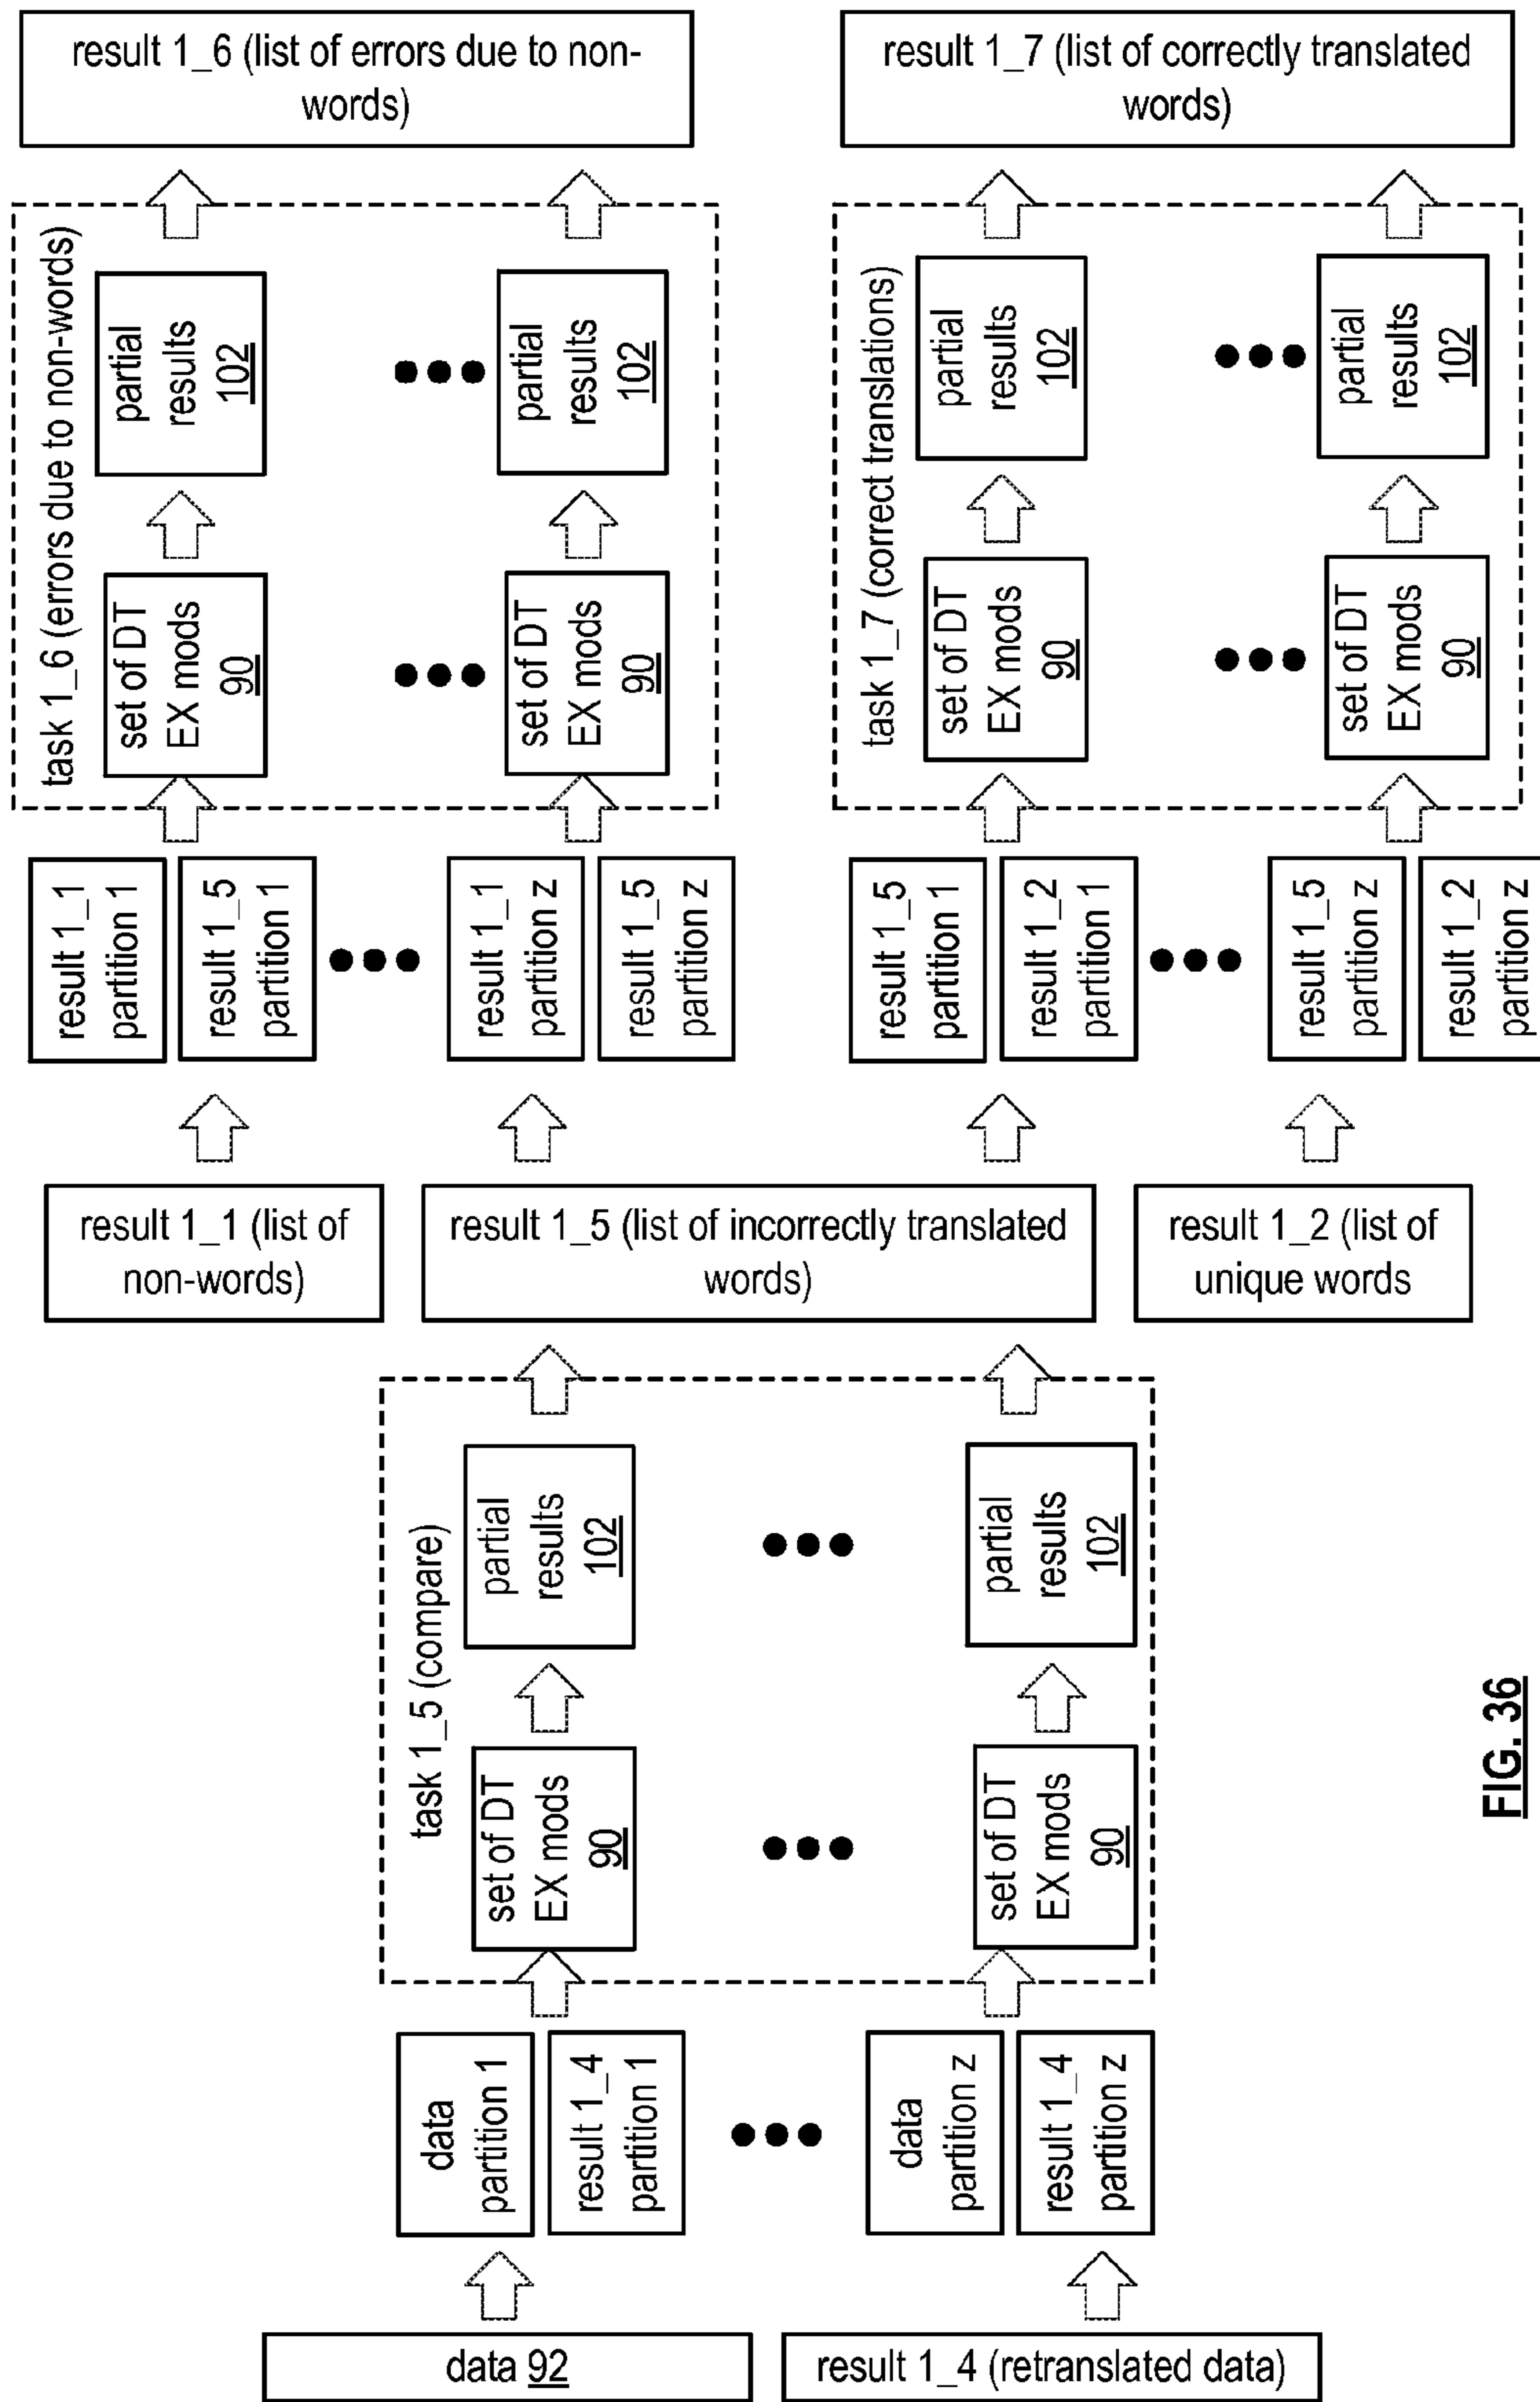 data 92
result 1_4 (retranslated data)
data
partition 1
result 1_4
partition 1
data
partition z
result 1_4
partition z
task 1_5 (compare)
set of DT
EX mods
90
partial
results
102
set of DT
EX mods
90
partial
results
102
result 1_1 (list of
non-words)
result 1_5 (list of incorrectly translated
words)
result 1_2 (list of
unique words
result 1_1
partition 1
result 1_5
partition 1
result 1_1
partition z
result 1_5
partition z
result 1_5
partition 1
result 1_2
partition 1
result 1_5
partition z
result 1_2
partition z
task 1_6 (errors due to non-words)
set of DT
EX mods
90
partial
results
102
set of DT
EX mods
90
partial
results
102
task 1_7 (correct translations)
set of DT
EX mods
90
partial
results
102
set of DT
EX mods
90
partial
results
102
result 1_6 (list of errors due to non-
words)
result 1_7 (list of correctly translated
words)
FIG. 36